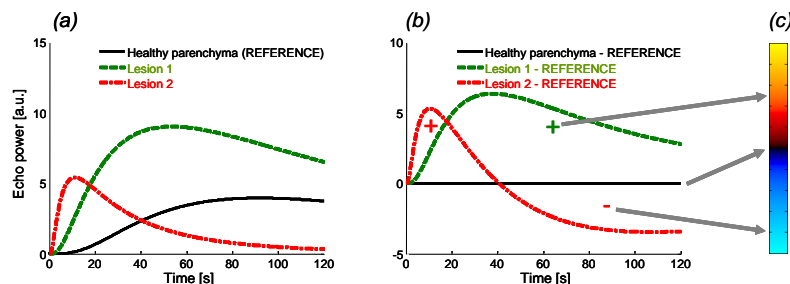 (a)
15
10
5
0
0 20 40 60 80 100 120
Echo power [a.u.]
Time [s]
Healthy parenchyma (REFERENCE)
Lesion 1
Lesion 2
(b)
10
5
0
-5
0 20 40 60 80 100 120
Time [s]
Healthy parenchyma - REFERENCE
Lesion 1 - REFERENCE
Lesion 2 - REFERENCE
+
+
-
(c)